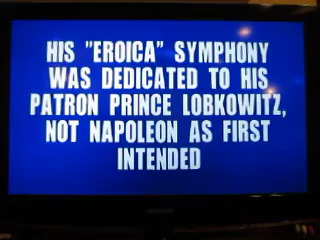 HIS "EROICA" SYMPHONY
WAS DEDICATED TO HIS
PATRON PRINCE LOBKOWITZ,
NOT NAPOLEON AS FIRST
INTENDED